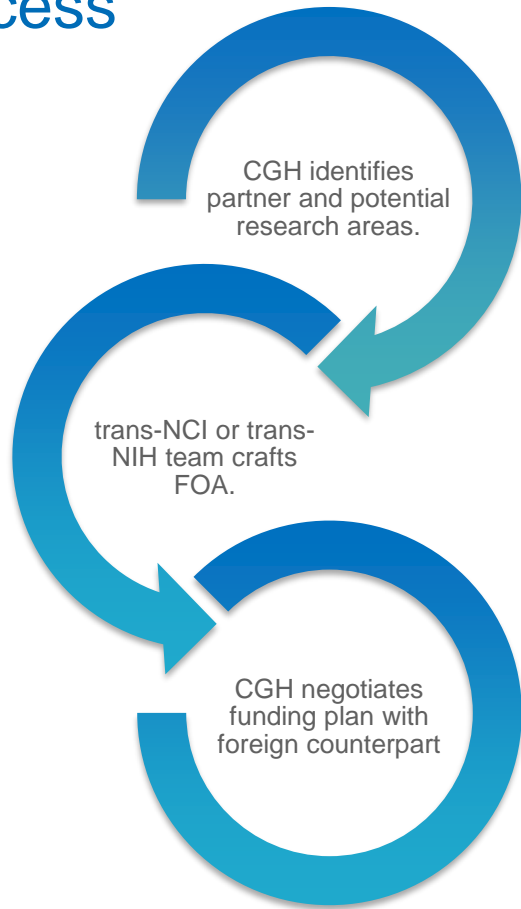 CGH identifies
partner and potential
research areas.
trans-NCI or trans-
NIH team crafts
FOA.
CGH negotiates
funding plan with
foreign counterpart